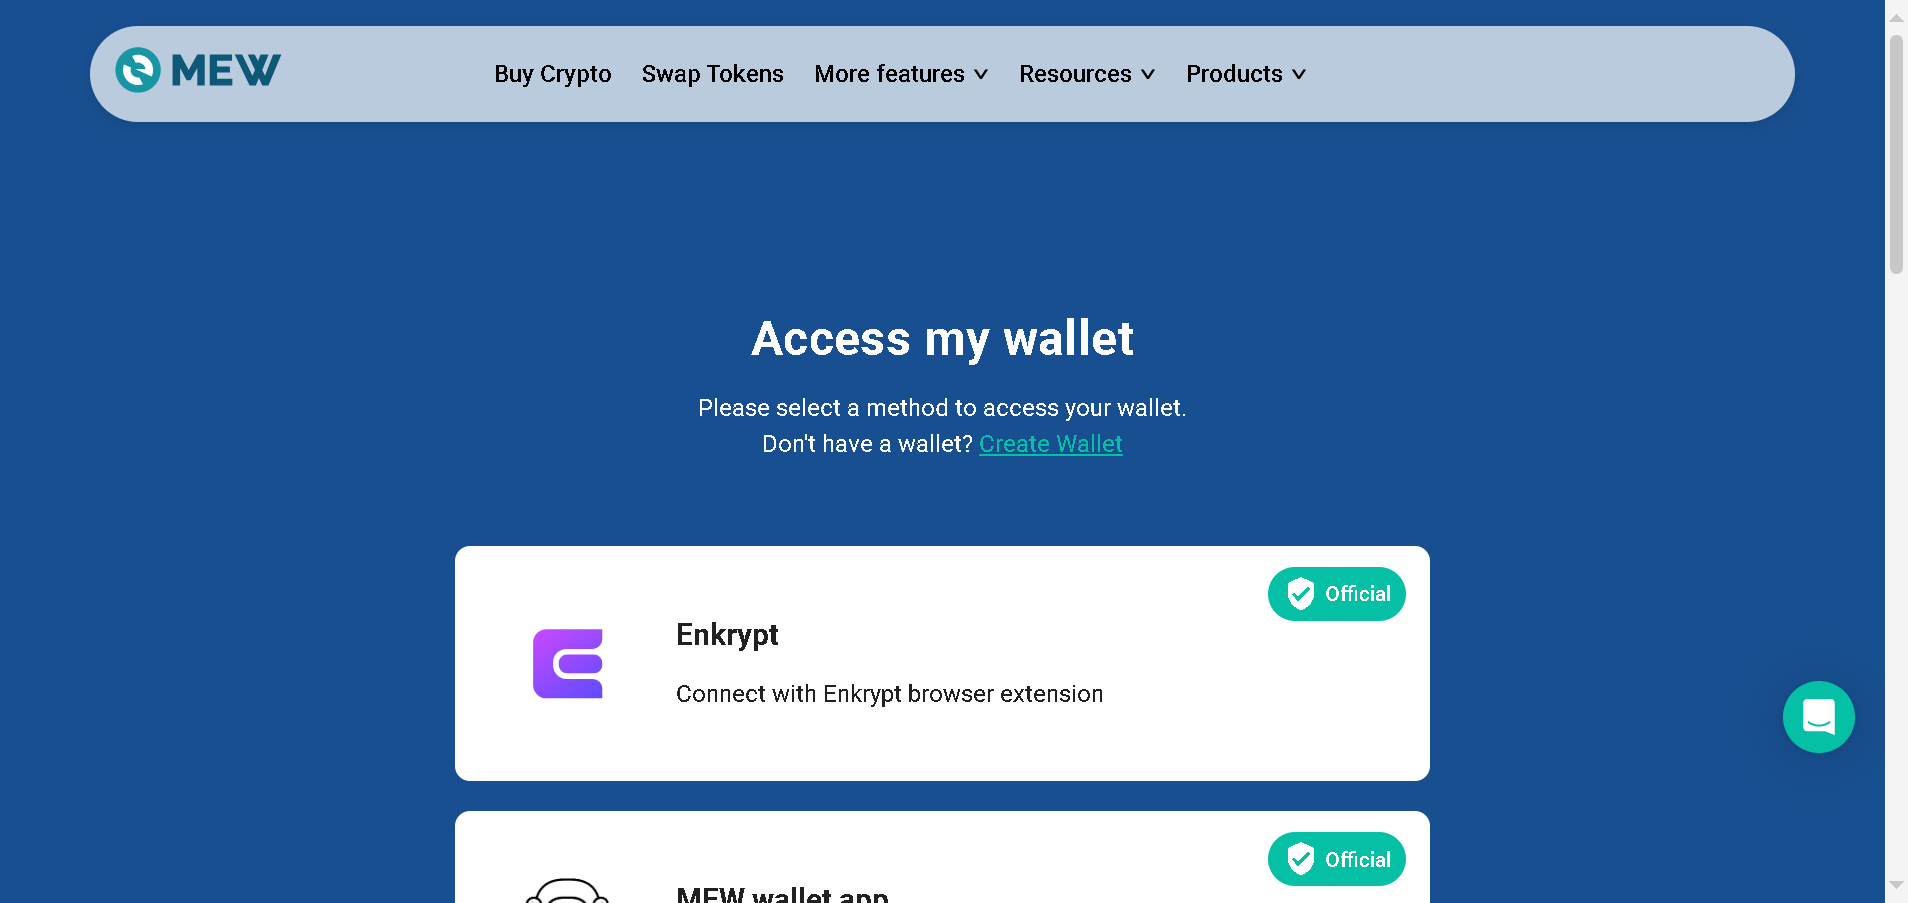 MEW
Buy Crypto
Swap Tokens
More features
Resources
Products
Access my wallet
Please select a method to access your wallet.
Don't have a wallet? Create Wallet
Official
Enkrypt
Connect with Enkrypt browser extension
Official
MEW wallet app